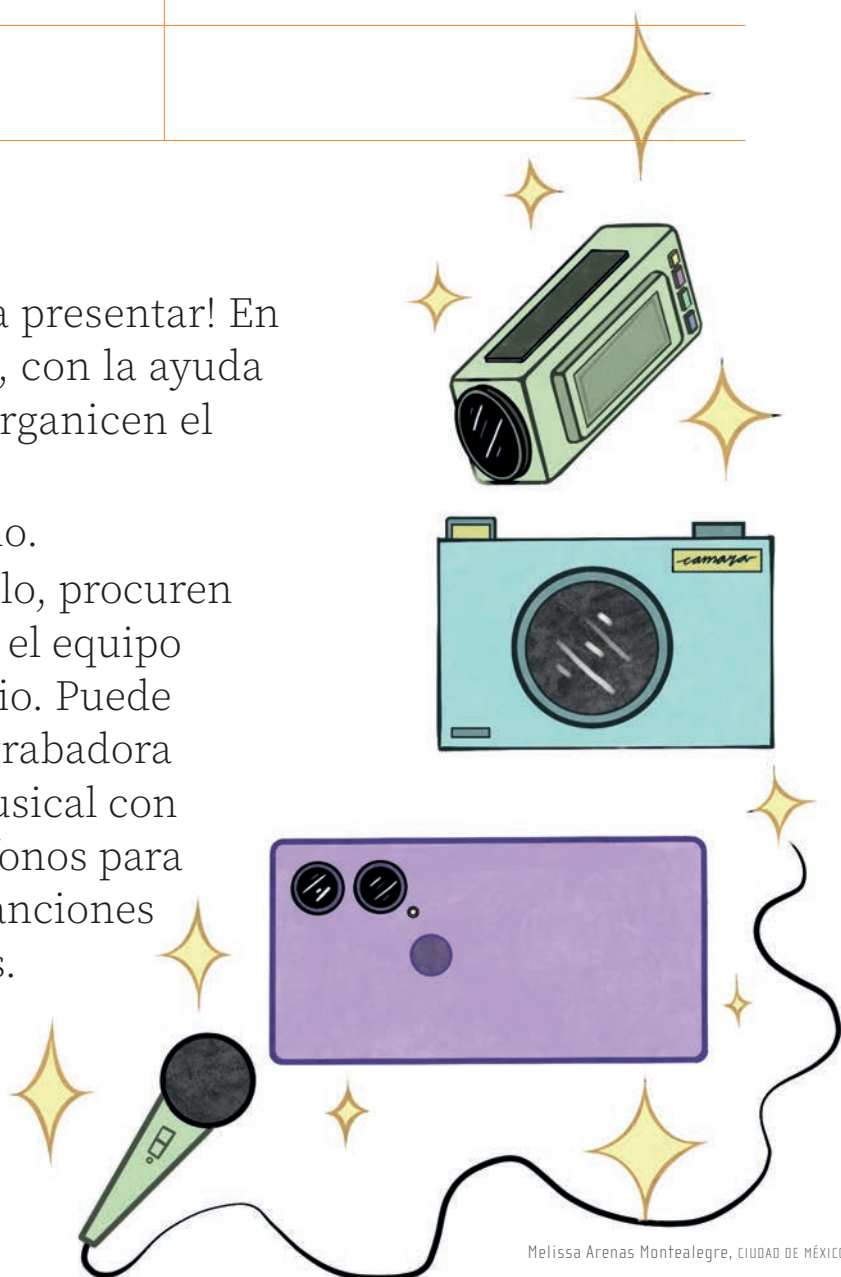 a presentar! En
, con la ayuda
rganicen el
o.
lo, procuren
el equipo
io. Puede
rabadora
usical con
onos para
anciones
s.
camara
Melissa Arenas Montealegre, CIUDAD DE MÉXICO